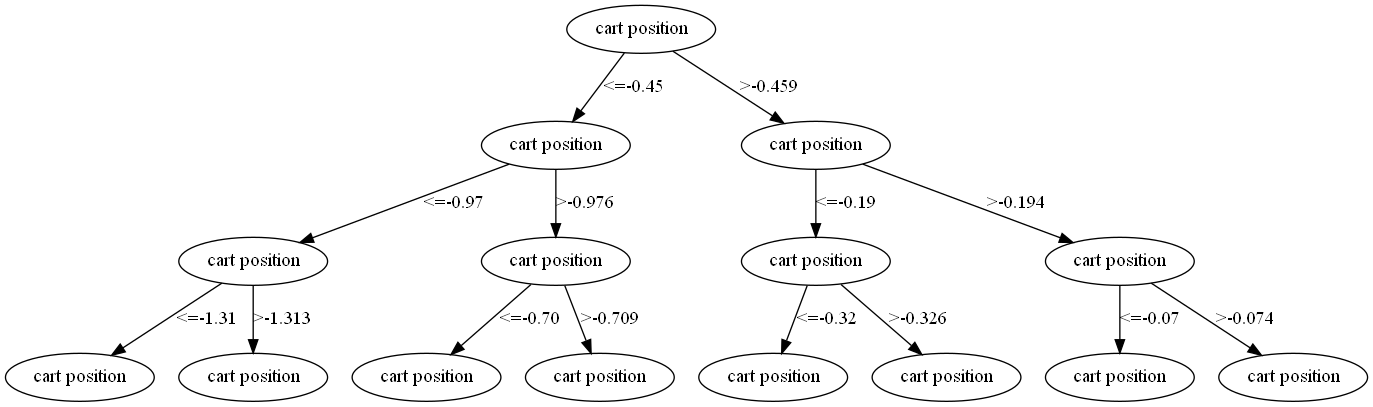 cart position
<=-0.45
>-0.459
cart position
cart position
<=-0.97
>-0.976
<=-0.19
>-0.194
cart position
cart position
cart position
cart position
<=-1.31
>-1.313
<=-0.70
>-0.709
<=-0.32
>-0.326
<=-0.07
>-0.074
cart position
cart position
cart position
cart position
cart position
cart position
cart position
cart position